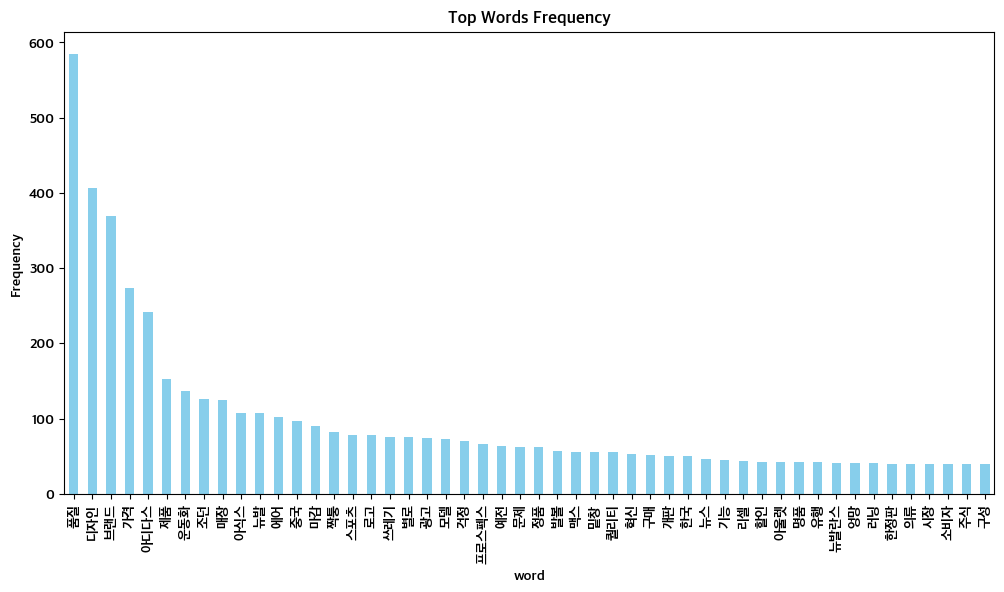 Top Words Frequency
Frequency
600
500
400
300
200
100
0
품질
디자인
브랜드
가격
아디다스
제품
운동화
조던
매장
아식스
뉴발
에어
중국
마감
짝퉁
스포츠
로고
쓰레기
별로
광고
모델
걱정
프로스펙스
예전
문제
정품
발볼
맥스
밑창
퀄리티
혁신
구매
개판
한국
뉴스
기능
리셀
할인
아울렛
명품
유행
뉴발란스
엉망
러닝
한정판
의류
시장
소비자
주식
구성
word